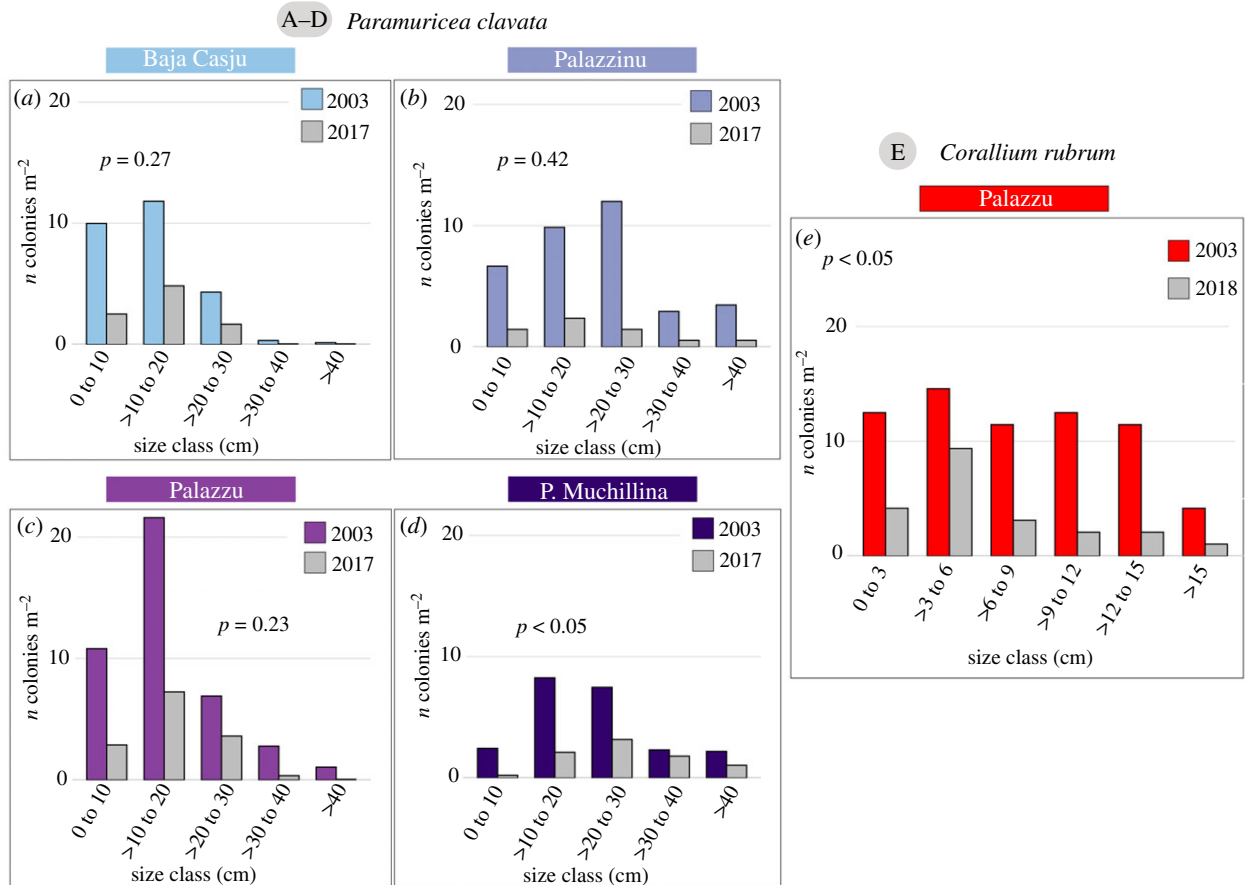 A–D Paramuricea clavata
Baja Casju
(a)
20
10
0
n colonies m⁻²
2003
2017
p = 0.27
0 to 10
>10 to 20
>20 to 30
>30 to 40
>40
size class (cm)
Palazzinu
(b)
20
10
0
n colonies m⁻²
2003
2017
p = 0.42
0 to 10
>10 to 20
>20 to 30
>30 to 40
>40
size class (cm)
Palazzu
(c)
20
10
0
n colonies m⁻²
2003
2017
p = 0.23
0 to 10
>10 to 20
>20 to 30
>30 to 40
>40
size class (cm)
P. Muchillina
(d)
20
10
0
n colonies m⁻²
2003
2017
p < 0.05
0 to 10
>10 to 20
>20 to 30
>30 to 40
>40
size class (cm)
E Corallium rubrum
Palazzu
(e)
p < 0.05
20
10
0
n colonies m⁻²
2003
2018
0 to 3
>3 to 6
>6 to 9
>9 to 12
>12 to 15
>15
size class (cm)